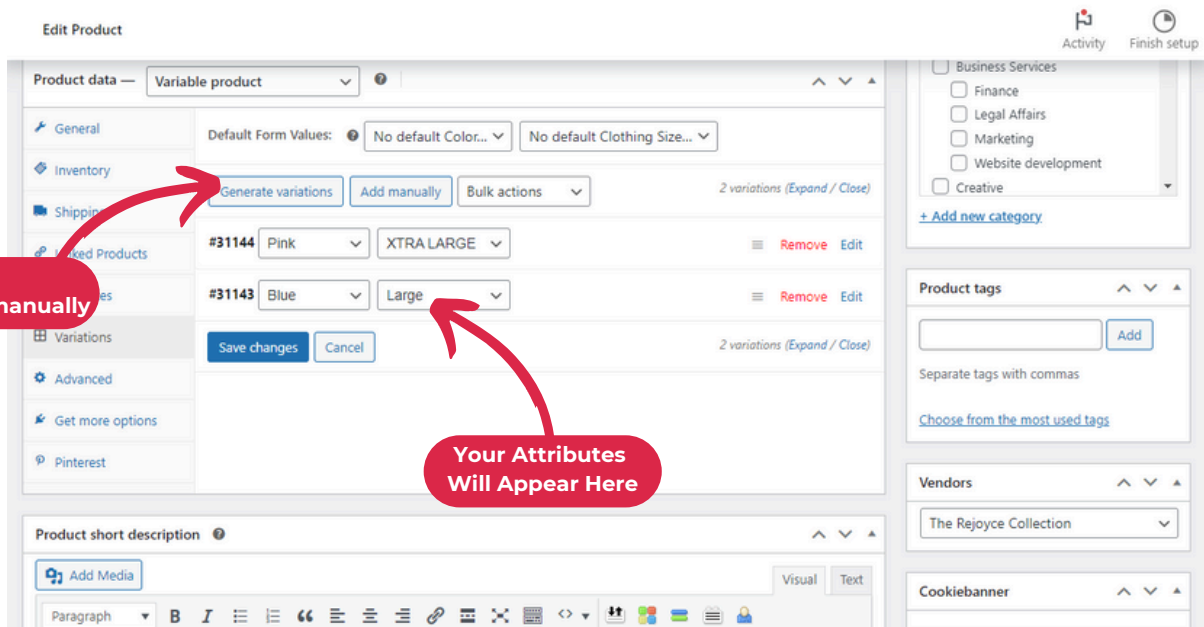 Edit Product
Activity
Finish setup
Product data —
Variable product
General
Inventory
Shipping
Linked Products
manually
es
Variations
Advanced
Get more options
Pinterest
Default Form Values:
No default Color...
No default Clothing Size...
Generate variations
Add manually
Bulk actions
2 variations (Expand / Close)
#31144 Pink XTRA LARGE Remove Edit
#31143 Blue Large Remove Edit
Save changes
Cancel
2 variations (Expand / Close)
Your Attributes
Will Appear Here
Product short description
Add Media
Visual
Text
Paragraph
Business Services
Finance
Legal Affairs
Marketing
Website development
Creative
+ Add new category
Product tags
Add
Separate tags with commas
Choose from the most used tags
Vendors
The Rejoyce Collection
Cookiebanner